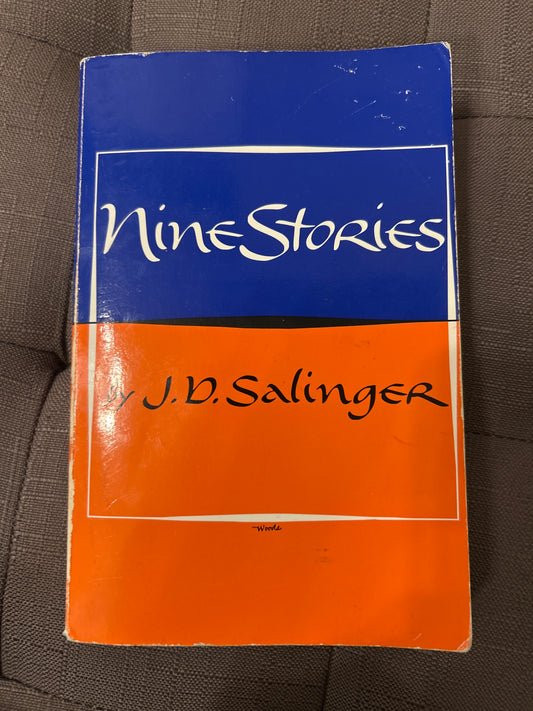 Nine Stories
by J.D. Salinger
Woods